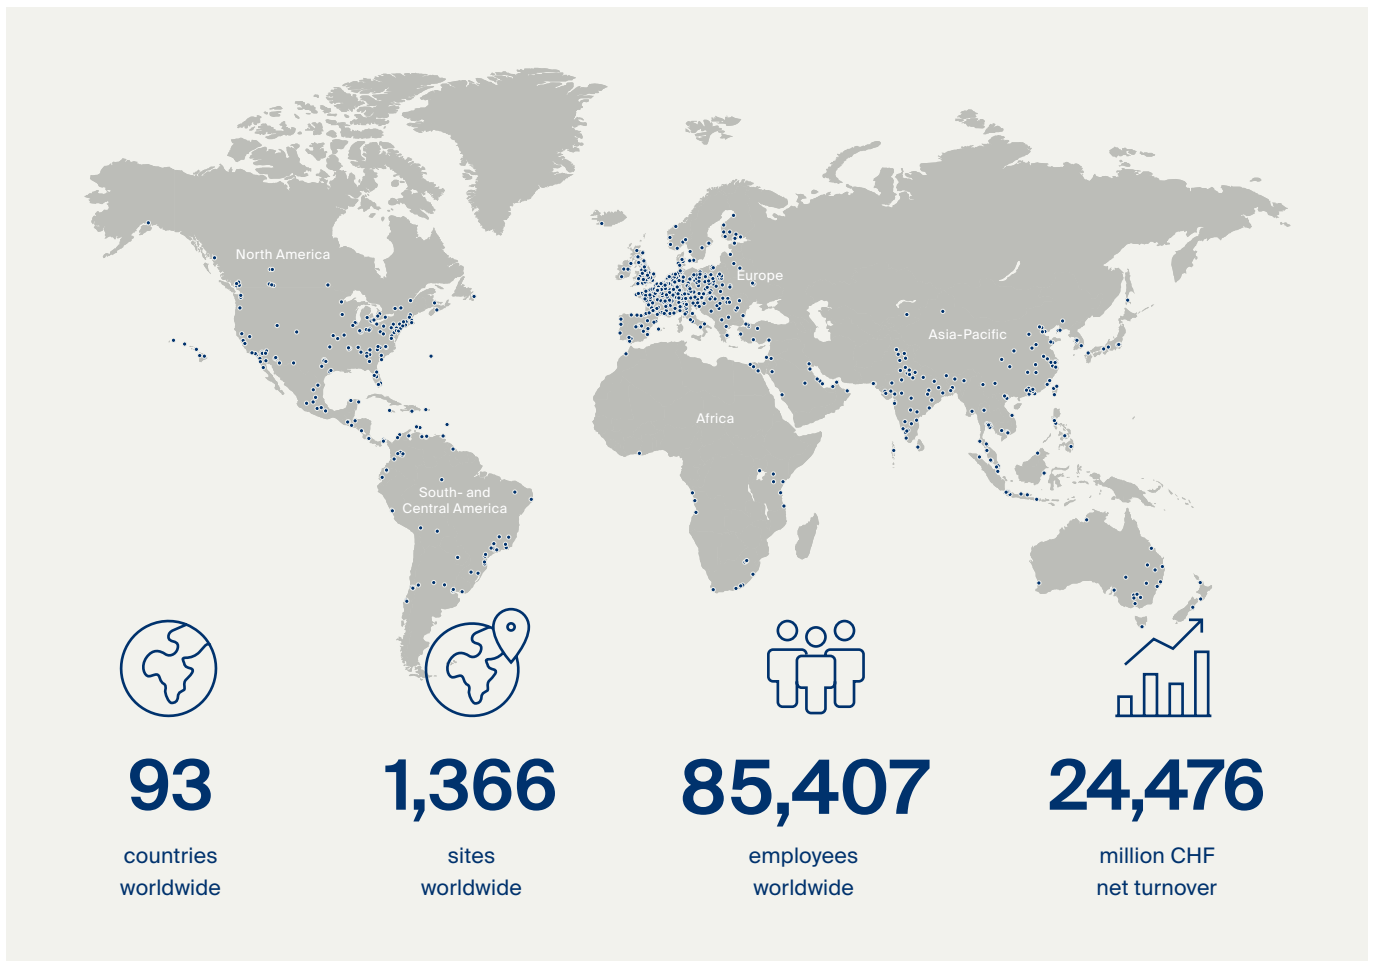 North America
Europe
Asia-Pacific
Africa
South- and
Central America
93
countries
worldwide
1,366
sites
worldwide
85,407
employees
worldwide
24,476
million CHF
net turnover